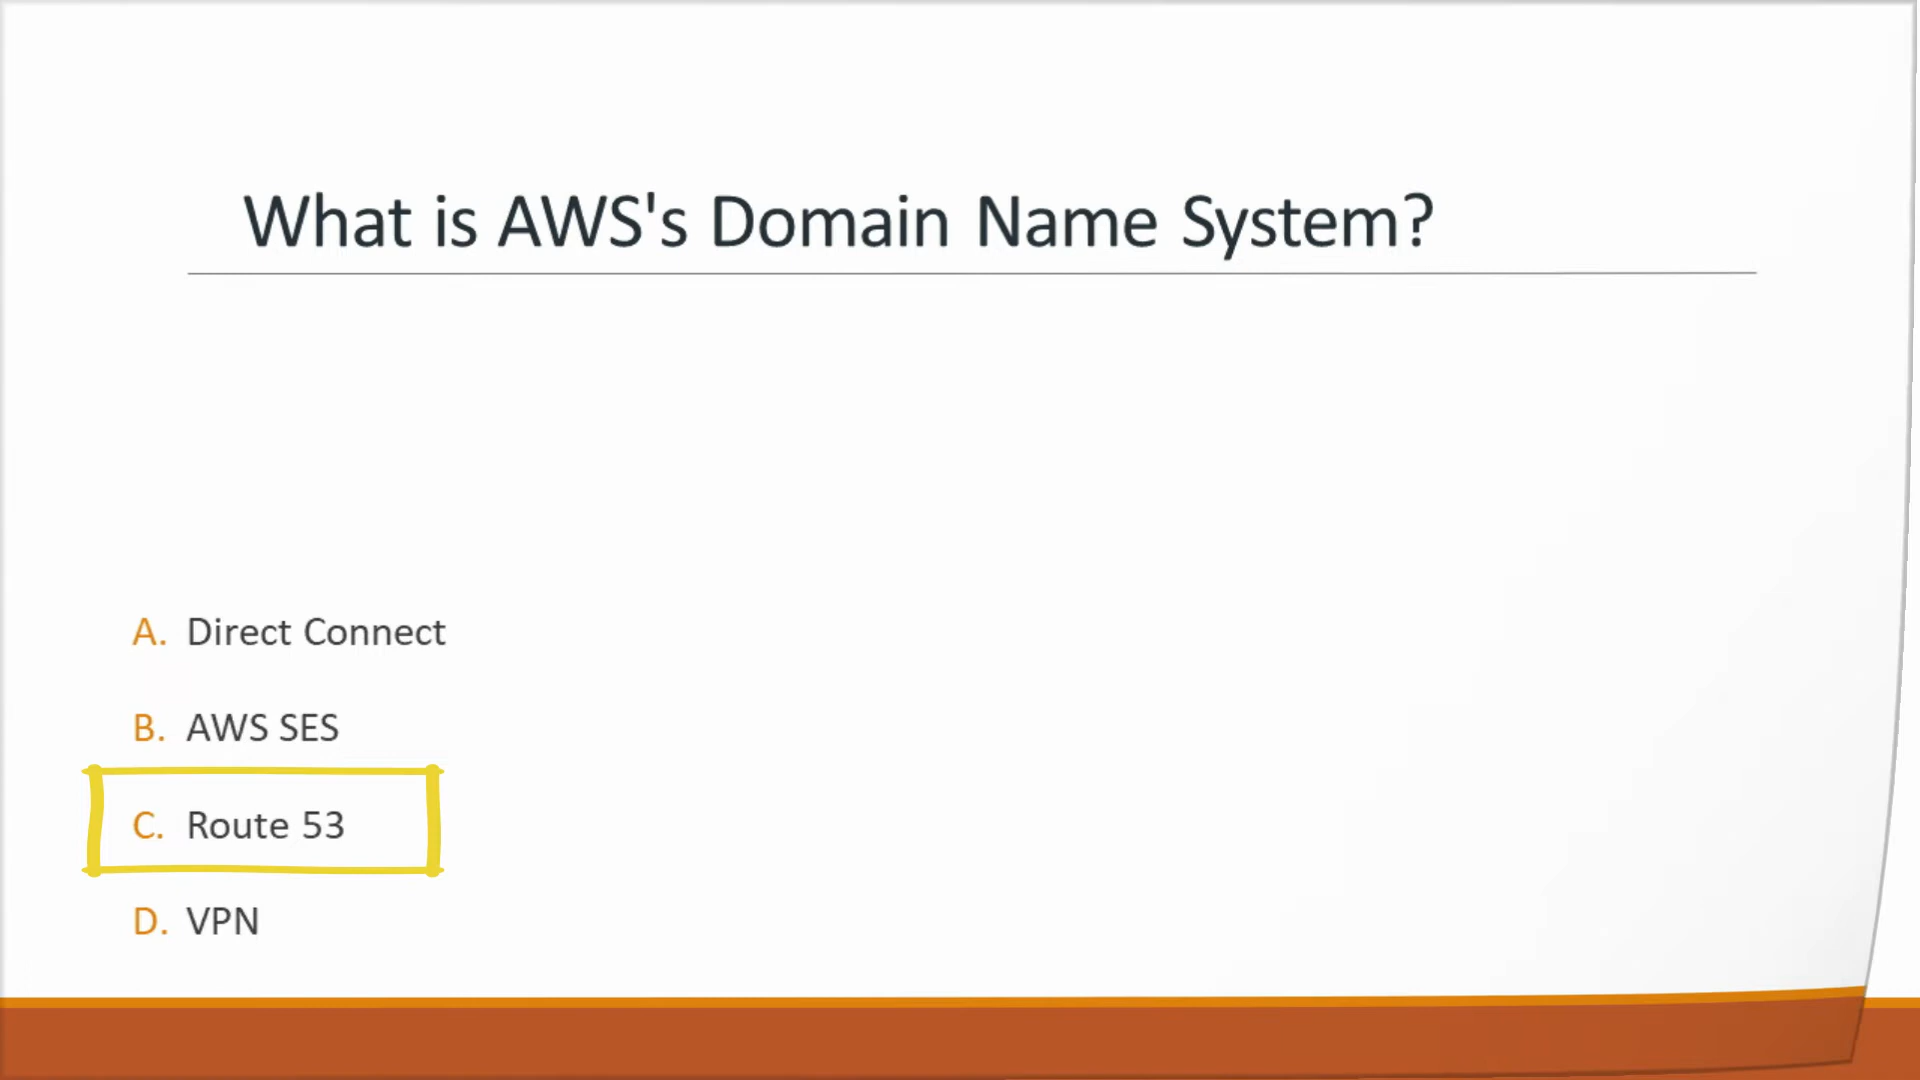 What is AWS's Domain Name System?
A. Direct Connect
B. AWS SES
C. Route 53
D. VPN